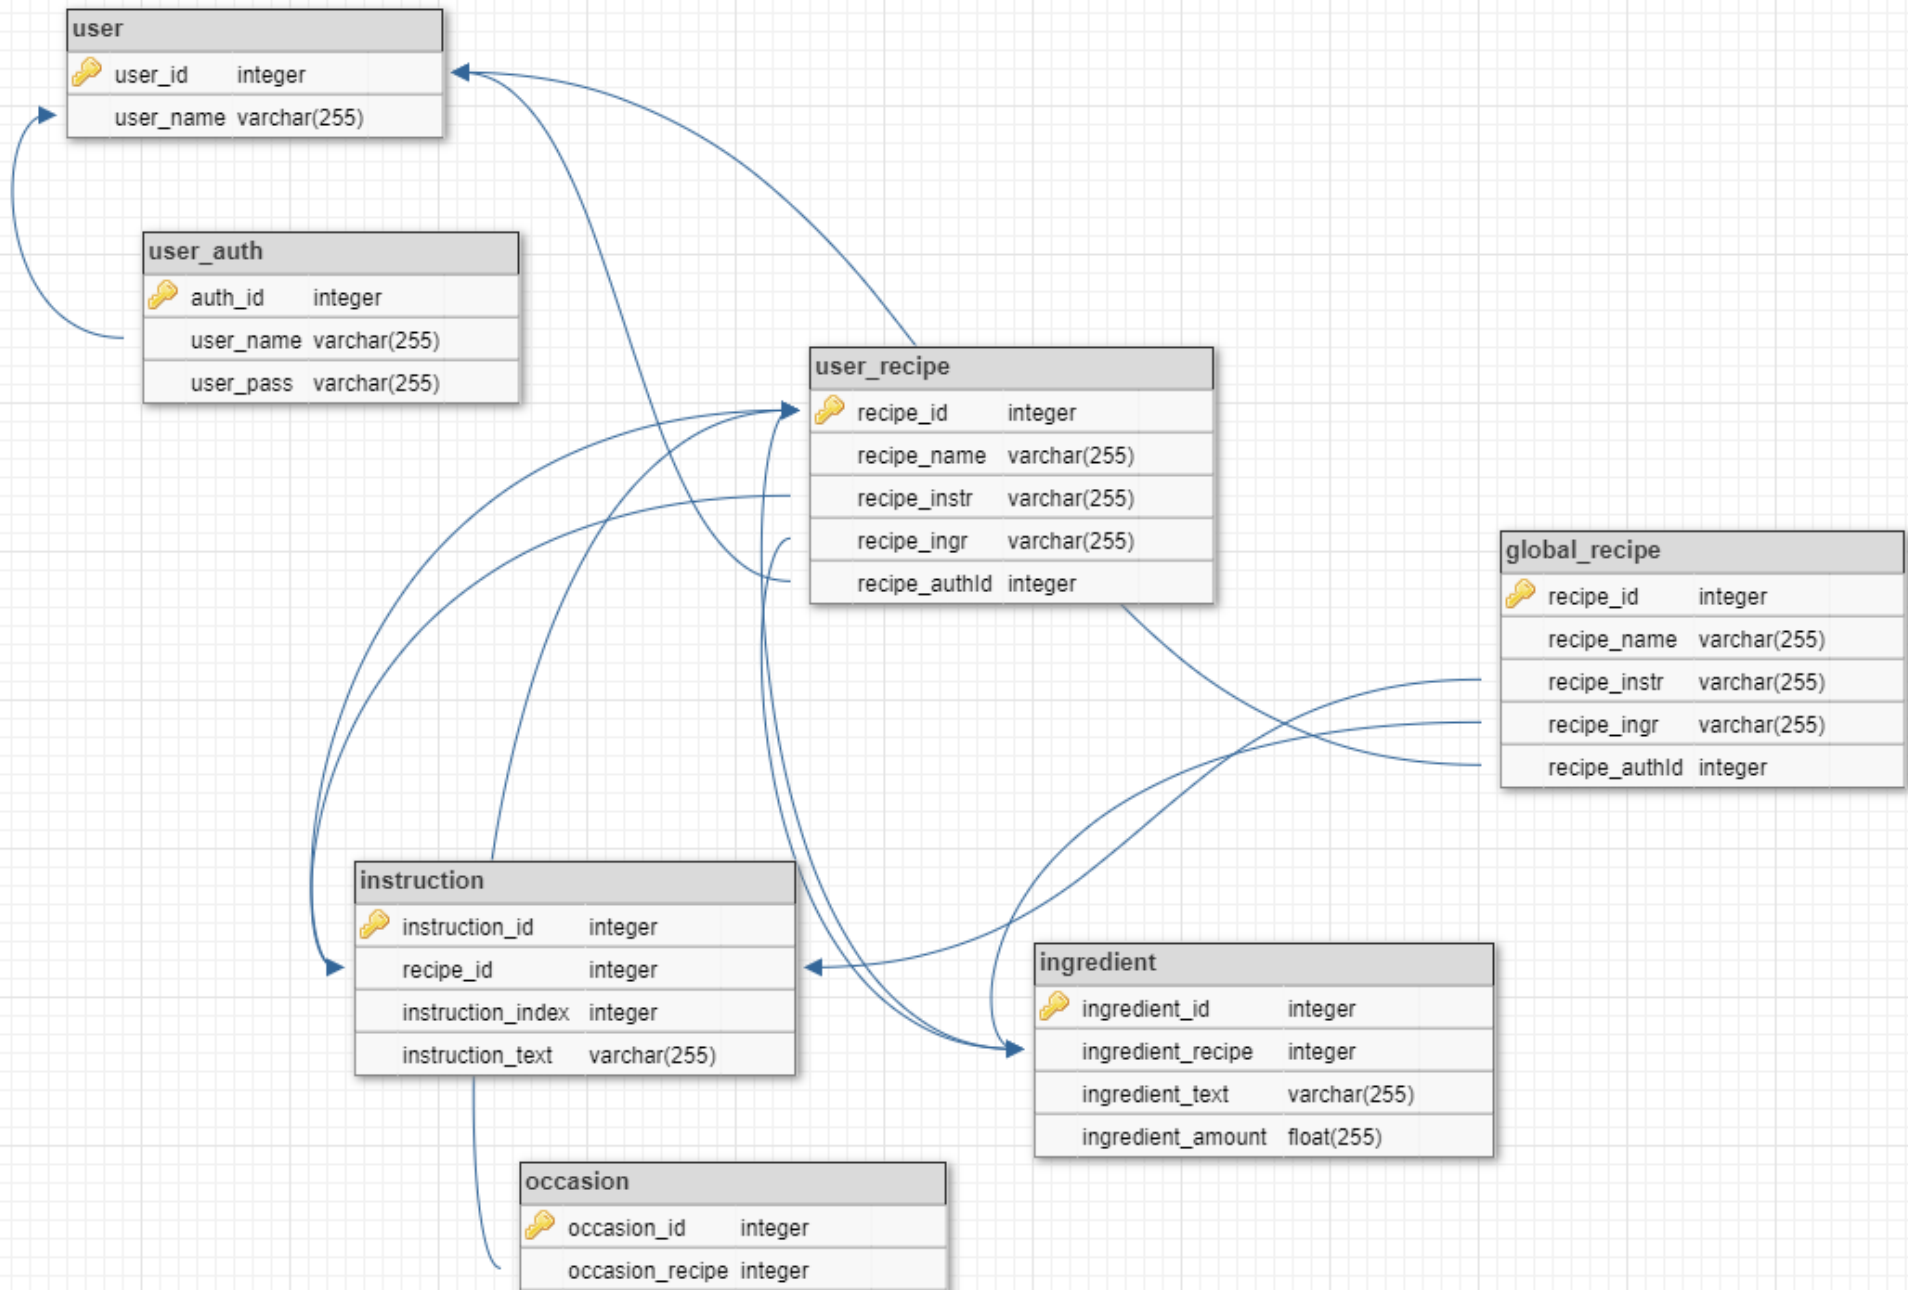 user
user_id integer
user_name varchar(255)
user_auth
auth_id integer
user_name varchar(255)
user_pass varchar(255)
user_recipe
recipe_id integer
recipe_name varchar(255)
recipe_instr varchar(255)
recipe_ingr varchar(255)
recipe_authId integer
global_recipe
recipe_id integer
recipe_name varchar(255)
recipe_instr varchar(255)
recipe_ingr varchar(255)
recipe_authId integer
instruction
instruction_id integer
recipe_id integer
instruction_index integer
instruction_text varchar(255)
ingredient
ingredient_id integer
ingredient_recipe integer
ingredient_text varchar(255)
ingredient_amount float(255)
occasion
occasion_id integer
occasion_recipe integer